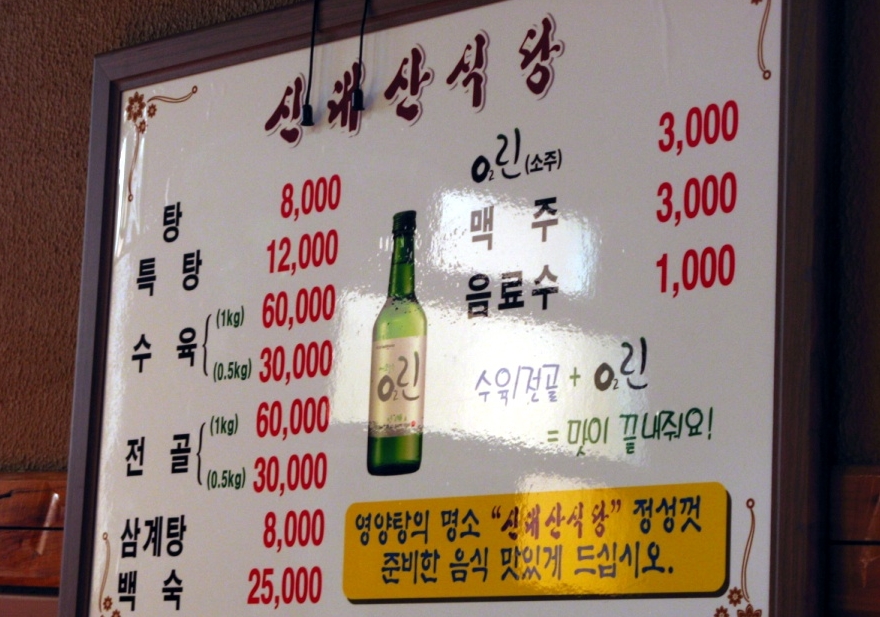 신대산식당
탕 8,000
특탕 12,000
수육 (1kg) 60,000
(0.5kg) 30,000
전골 (1kg) 60,000
(0.5kg) 30,000
삼계탕 8,000
백숙 25,000
O₂린(소주) 3,000
맥주 3,000
음료수 1,000
O₂린
수육/전골 + O₂린
= 맛이 끝내줘요!
영양탕의 명소 “신대산식당” 정성껏
준비한 음식 맛있게 드십시오.